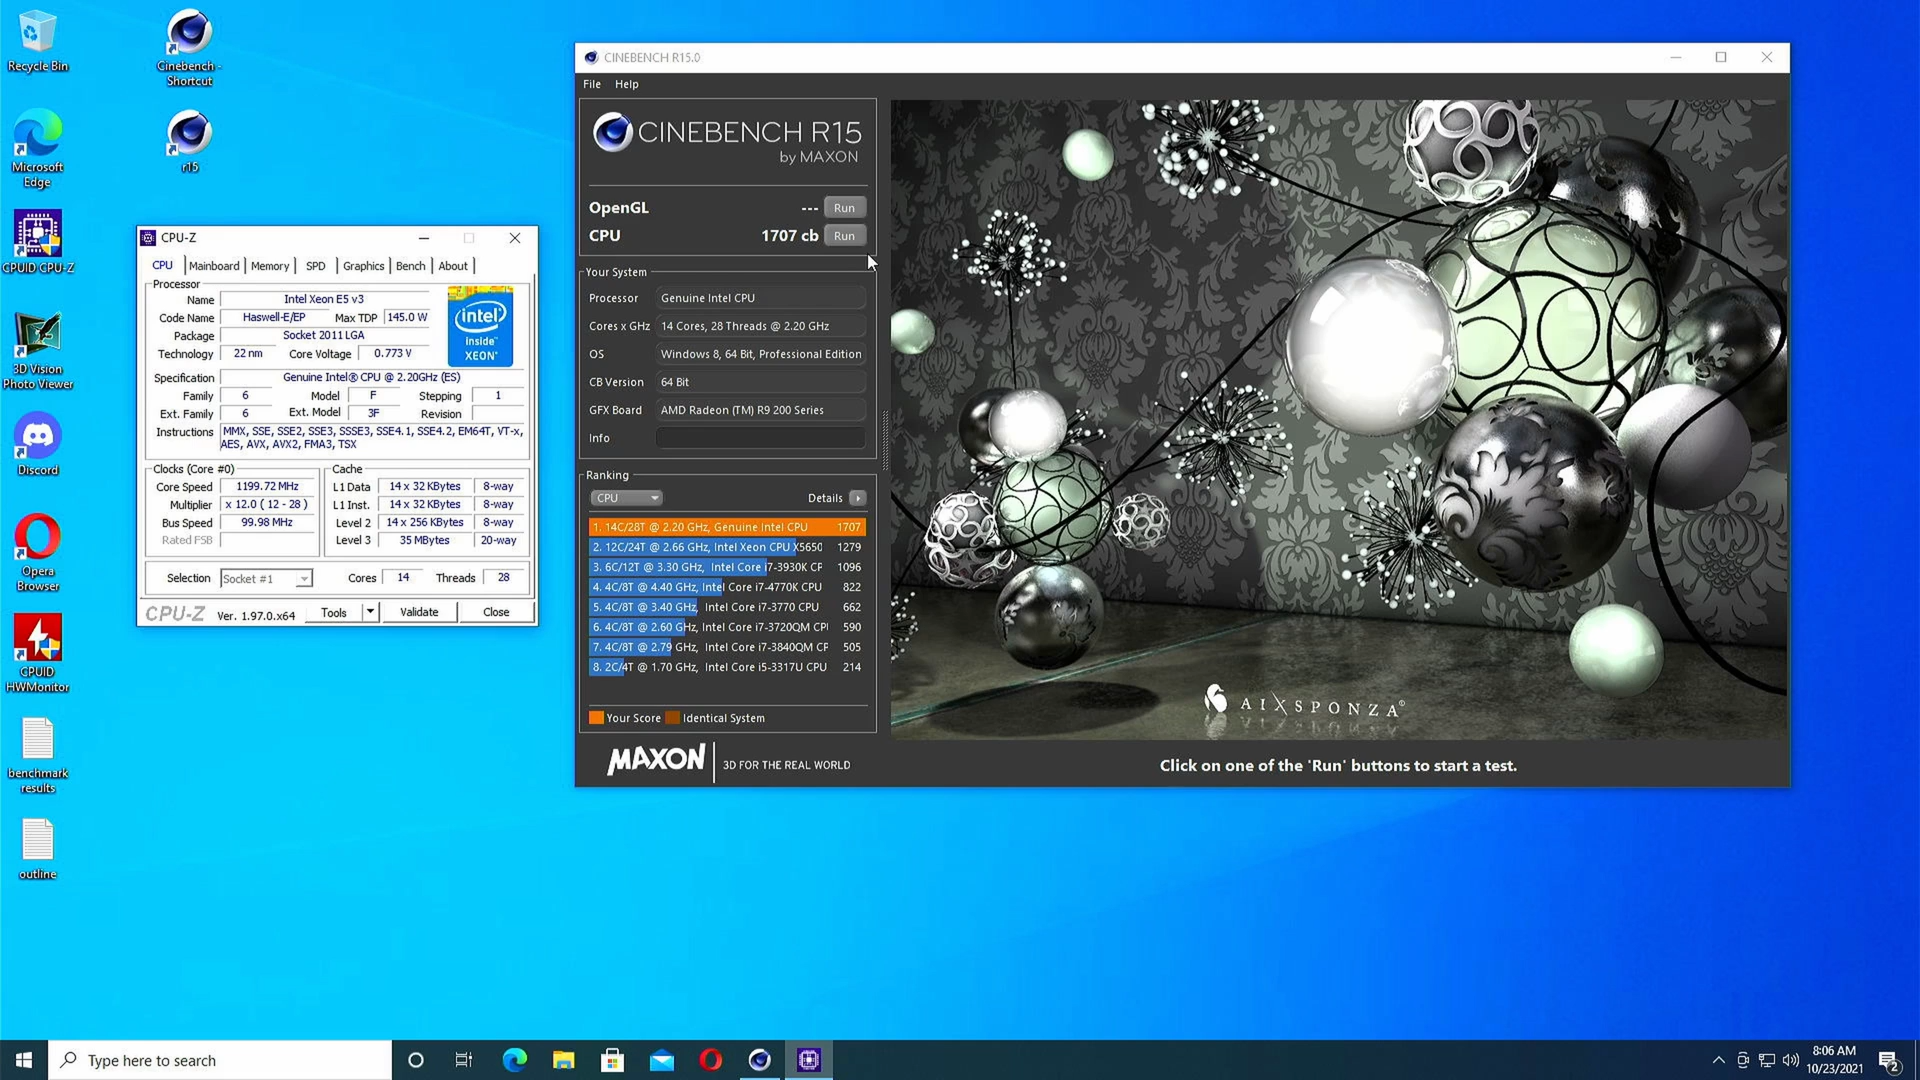 Recycle Bin
Cinebench - Shortcut
Microsoft Edge
r15
CPUID CPU-Z
3D Vision Photo Viewer
Discord
Opera Browser
CPUID HWMonitor
benchmark results
outline
CPU-Z
CPU Mainboard Memory SPD Graphics Bench About
Processor
Name Intel Xeon E5 v3
Code Name Haswell-E/EP Max TDP 145.0 W
Package Socket 2011 LGA
Technology 22 nm Core Voltage 0.773 V
intel inside XEON
Specification Genuine Intel® CPU @ 2.20GHz (ES)
Family 6 Model F Stepping 1
Ext. Family 6 Ext. Model 3F Revision
Instructions MMX, SSE, SSE2, SSE3, SSSE3, SSE4.1, SSE4.2, EM64T, VT-x,
AES, AVX, AVX2, FMA3, TSX
Clocks (Core #0)
Core Speed 1199.72 MHz
Multiplier x 12.0 ( 12 - 28 )
Bus Speed 99.98 MHz
Rated FSB
Cache
L1 Data 14 x 32 KBytes 8-way
L1 Inst. 14 x 32 KBytes 8-way
Level 2 14 x 256 KBytes 8-way
Level 3 35 MBytes 20-way
Selection Socket #1 Cores 14 Threads 28
CPU-Z Ver. 1.97.0.x64 Tools Validate Close
CINEBENCH R15.0
File Help
CINEBENCH R15
by MAXON
OpenGL --- Run
CPU 1707 cb Run
Your System
Processor Genuine Intel CPU
Cores x GHz 14 Cores, 28 Threads @ 2.20 GHz
OS Windows 8, 64 Bit, Professional Edition
CB Version 64 Bit
GFX Board AMD Radeon (TM) R9 200 Series
Info
Ranking
CPU Details
1. 14C/28T @ 2.20 GHz, Genuine Intel CPU 1707
2. 12C/24T @ 2.66 GHz, Intel Xeon CPU X5650 1279
3. 6C/12T @ 3.30 GHz, Intel Core i7-3930K CP 1096
4. 4C/8T @ 4.40 GHz, Intel Core i7-4770K CPU 822
5. 4C/8T @ 3.40 GHz, Intel Core i7-3770 CPU 662
6. 4C/8T @ 2.60 GHz, Intel Core i7-3720QM CPU 590
7. 4C/8T @ 2.79 GHz, Intel Core i7-3840QM CP 505
8. 2C/4T @ 1.70 GHz, Intel Core i5-3317U CPU 214
Your Score Identical System
MAXON 3D FOR THE REAL WORLD
AIXSPONZA®
Click on one of the 'Run' buttons to start a test.
Type here to search
8:06 AM
10/23/2021
2